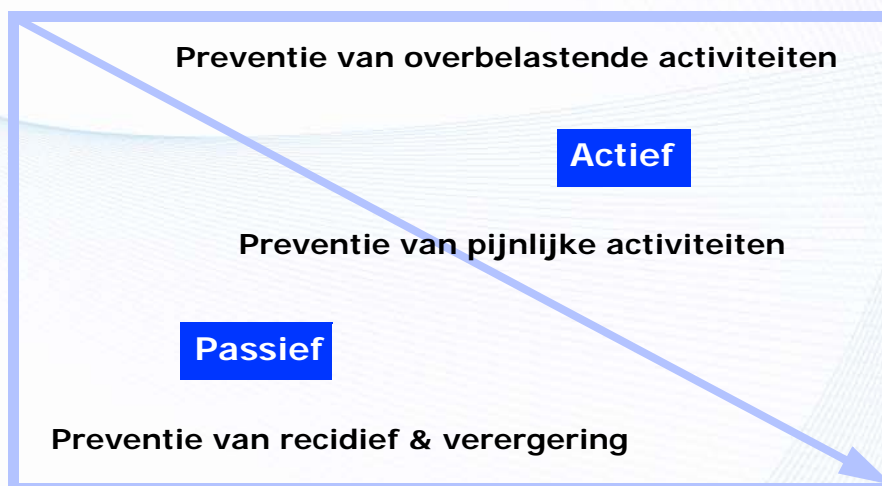 Preventie van overbelastende activiteiten
Actief
Preventie van pijnlijke activiteiten
Passief
Preventie van recidief & verergering